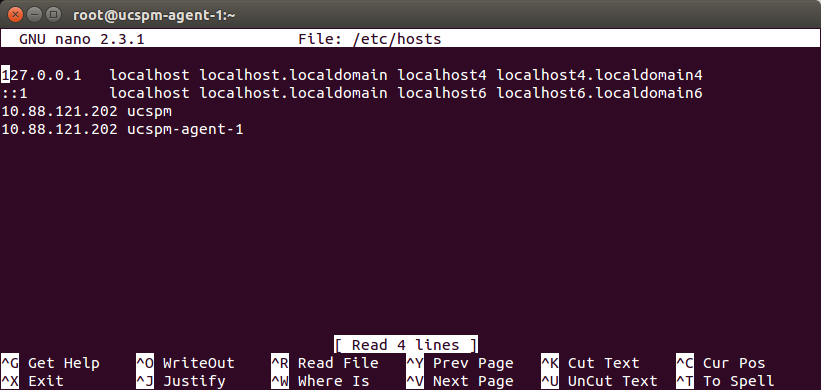 root@ucspm-agent-1:~
GNU nano 2.3.1 File: /etc/hosts
127.0.0.1 localhost localhost.localdomain localhost4 localhost4.localdomain4
::1 localhost localhost.localdomain localhost6 localhost6.localdomain6
10.88.121.202 ucspm
10.88.121.202 ucspm-agent-1
[ Read 4 lines ]
^G Get Help ^O WriteOut ^R Read File ^Y Prev Page ^K Cut Text ^C Cur Pos
^X Exit ^J Justify ^W Where Is ^V Next Page ^U UnCut Text ^T To Spell